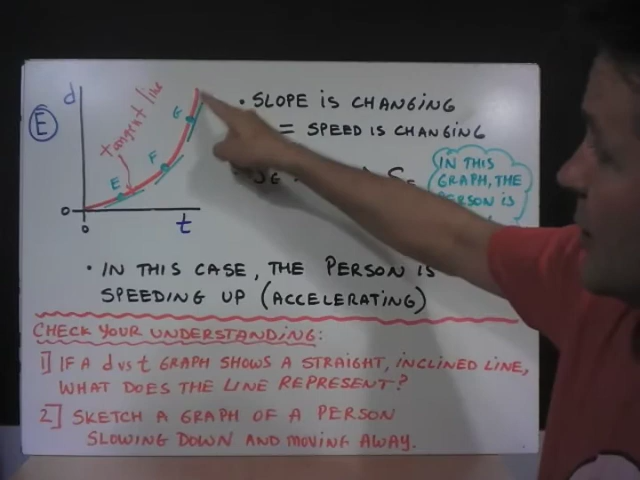 E
d
tangent line
G
F
E
0
0
t
• SLOPE IS CHANGING
= SPEED IS CHANGING
IN THIS
GRAPH, THE
PERSON IS
• IN THIS CASE, THE PERSON IS
SPEEDING UP (ACCELERATING)
CHECK YOUR UNDERSTANDING:
1] IF A d vs t GRAPH SHOWS A STRAIGHT, INCLINED LINE,
WHAT DOES THE LINE REPRESENT?
2] SKETCH A GRAPH OF A PERSON
SLOWING DOWN AND MOVING AWAY.